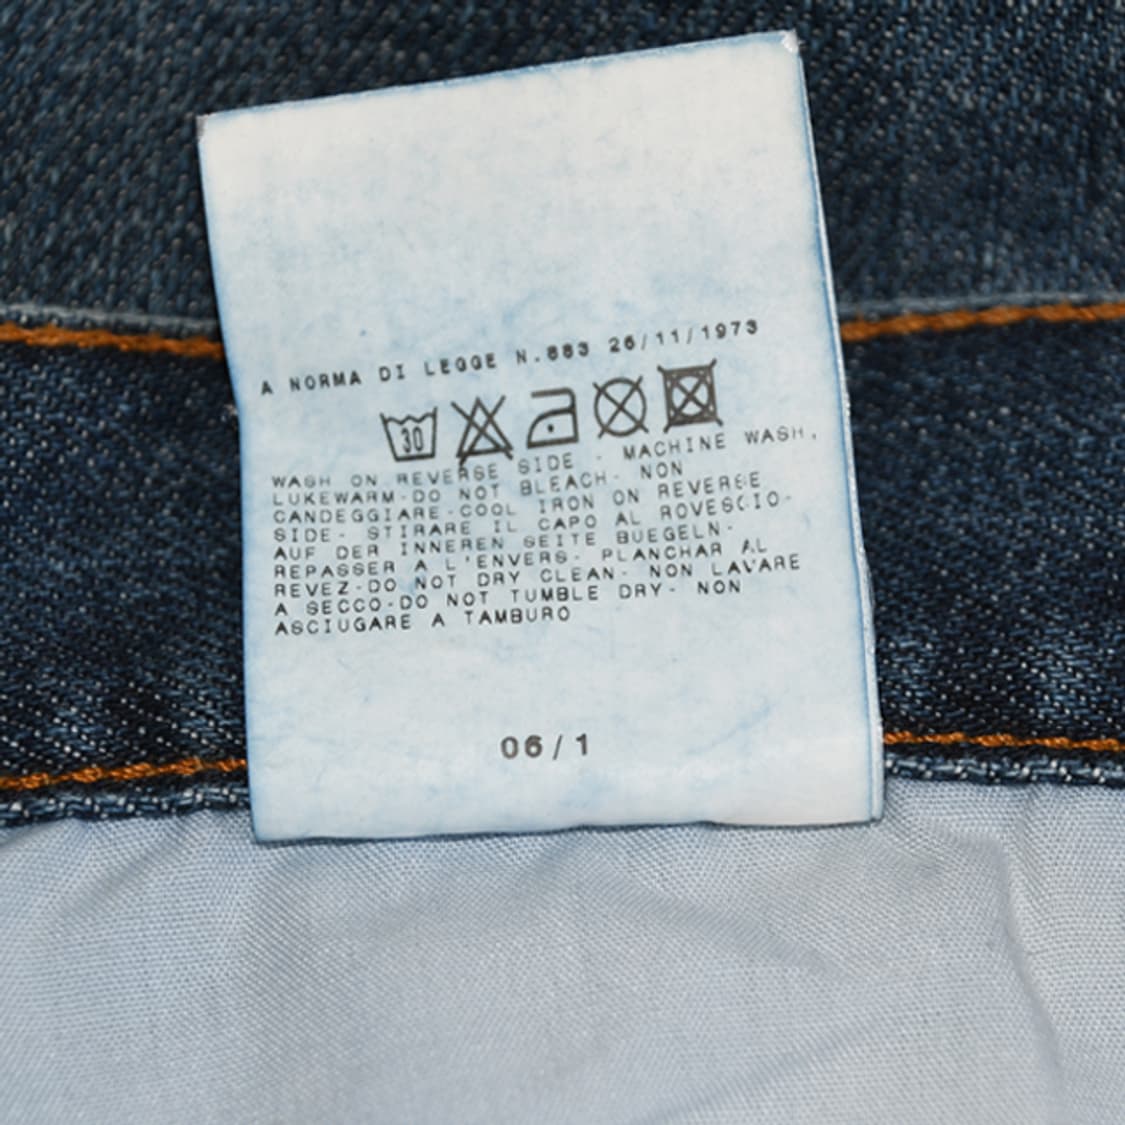 A NORMA DI LEGGE N.883 26/11/1973
30
WASH ON REVERSE SIDE - MACHINE WASH,
LUKEWARM-DO NOT BLEACH- NON
CANDEGGIARE-COOL IRON ON REVERSE
SIDE- STIRARE IL CAPO AL ROVESCIO-
AUF DER INNEREN SEITE BUEGELN-
REPASSER A L'ENVERS- PLANCHAR AL
REVEZ-DO NOT DRY CLEAN- NON LAVARE
A SECCO-DO NOT TUMBLE DRY- NON
ASCIUGARE A TAMBURO
06/1